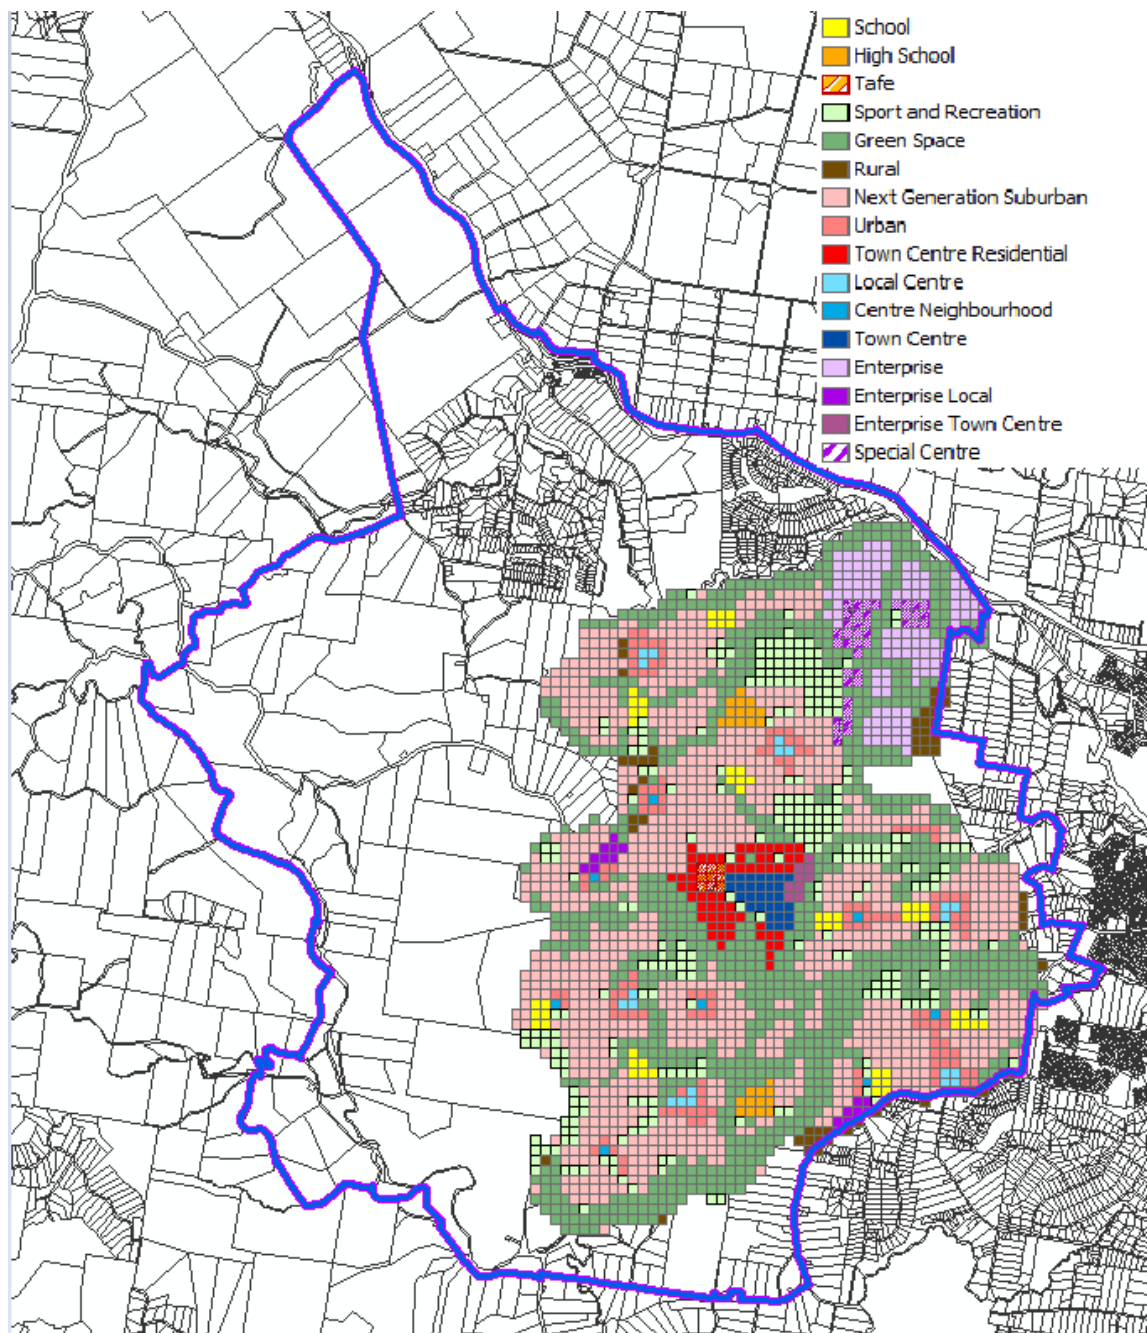 School
High School
Tafe
Sport and Recreation
Green Space
Rural
Next Generation Suburban
Urban
Town Centre Residential
Local Centre
Centre Neighbourhood
Town Centre
Enterprise
Enterprise Local
Enterprise Town Centre
Special Centre